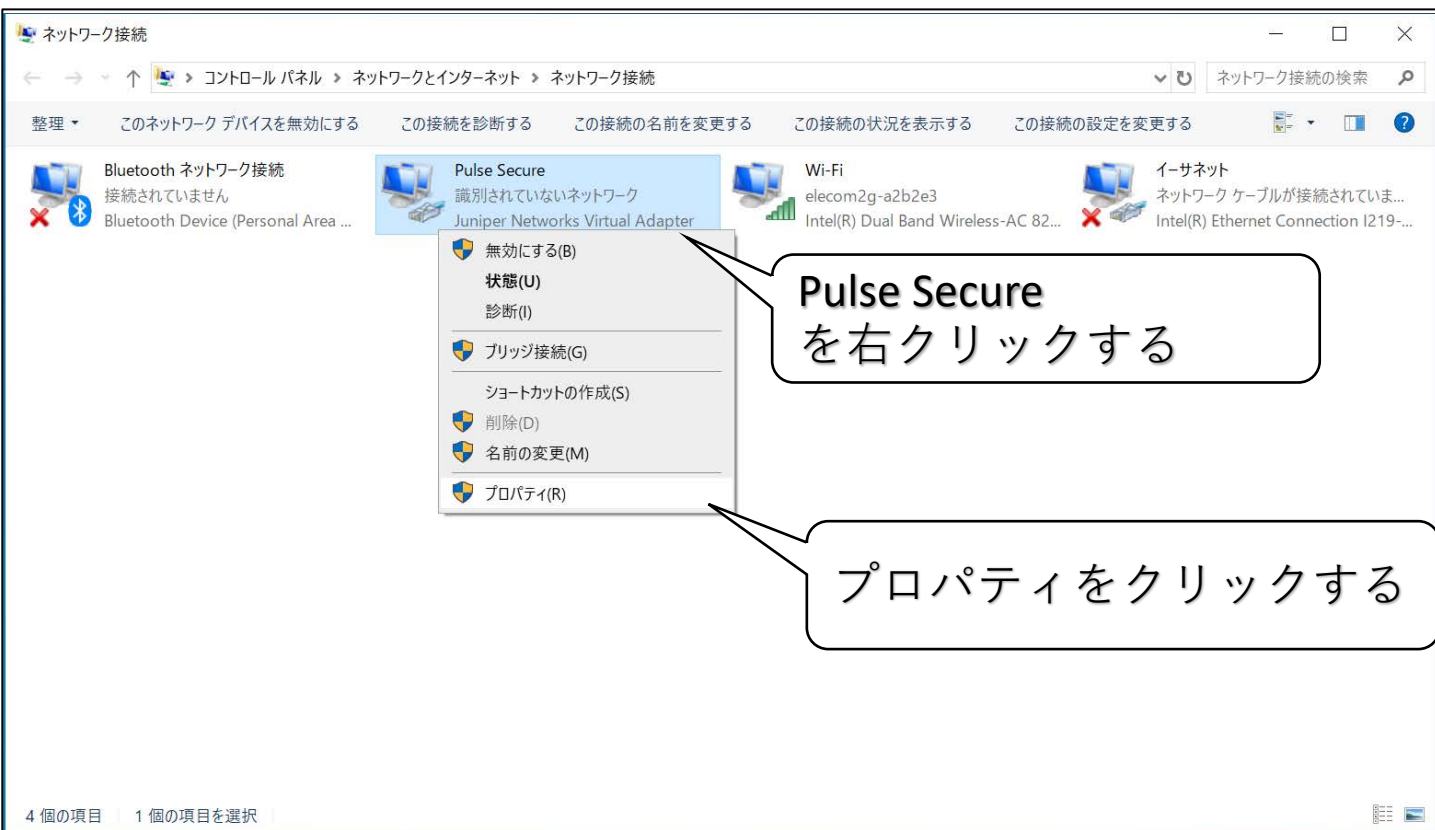 ネットワーク接続
コントロール パネル > ネットワークとインターネット > ネットワーク接続
ネットワーク接続の検索
整理 このネットワーク デバイスを無効にする この接続を診断する この接続の名前を変更する この接続の状況を表示する この接続の設定を変更する
Bluetooth ネットワーク接続
接続されていません
Bluetooth Device (Personal Area ...
Pulse Secure
識別されていないネットワーク
Juniper Networks Virtual Adapter
Wi-Fi
elecom2g-a2b2e3
Intel(R) Dual Band Wireless-AC 82...
イーサネット
ネットワーク ケーブルが接続されていま...
Intel(R) Ethernet Connection I219-...
無効にする(B)
状態(U)
診断(I)
ブリッジ接続(G)
ショートカットの作成(S)
削除(D)
名前の変更(M)
プロパティ(R)
Pulse Secure
を右クリックする
プロパティをクリックする
4 個の項目 1 個の項目を選択